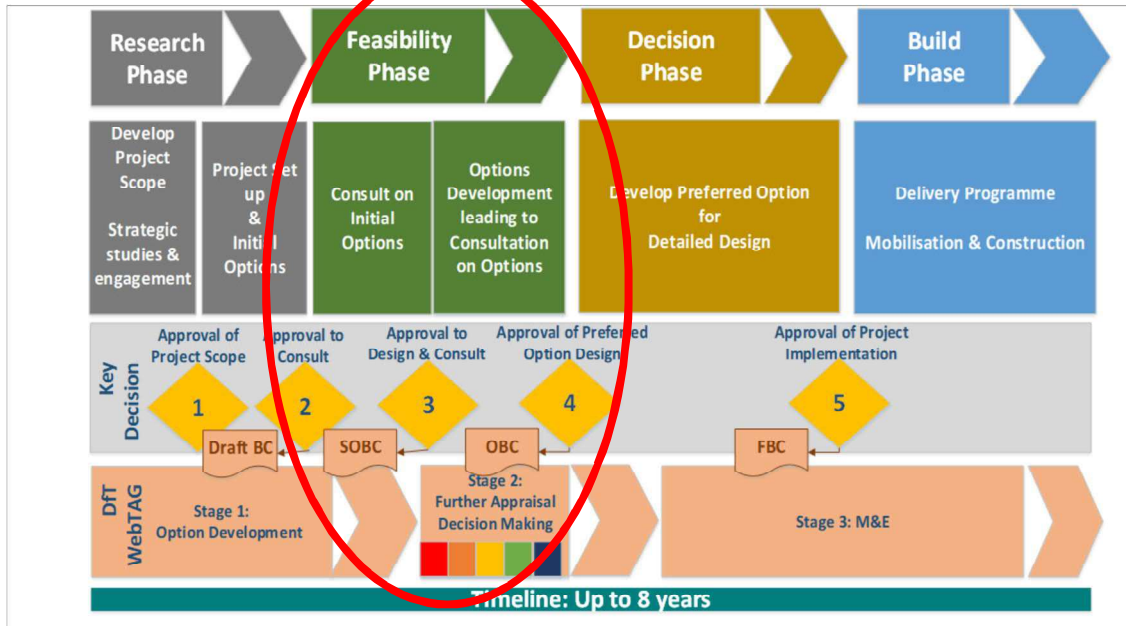 Research
Phase
Feasibility
Phase
Decision
Phase
Build
Phase
Develop
Project
Scope
Strategic
studies &
engagement
Project Set
up
&
Initial
Options
Consult on
Initial
Options
Options
Development
leading to
Consultation
on Options
Develop Preferred Option
for
Detailed Design
Delivery Programme
Mobilisation & Construction
Key
Decision
Approval of
Project Scope
1
Approval to
Consult
2
Approval to
Design & Consult
3
Approval of Preferred
Option Design
4
Approval of Project
Implementation
5
Draft BC
SOBC
OBC
FBC
DfT
WebTAG
Stage 1:
Option Development
Stage 2:
Further Appraisal
Decision Making
Stage 3: M&E
Timeline: Up to 8 years